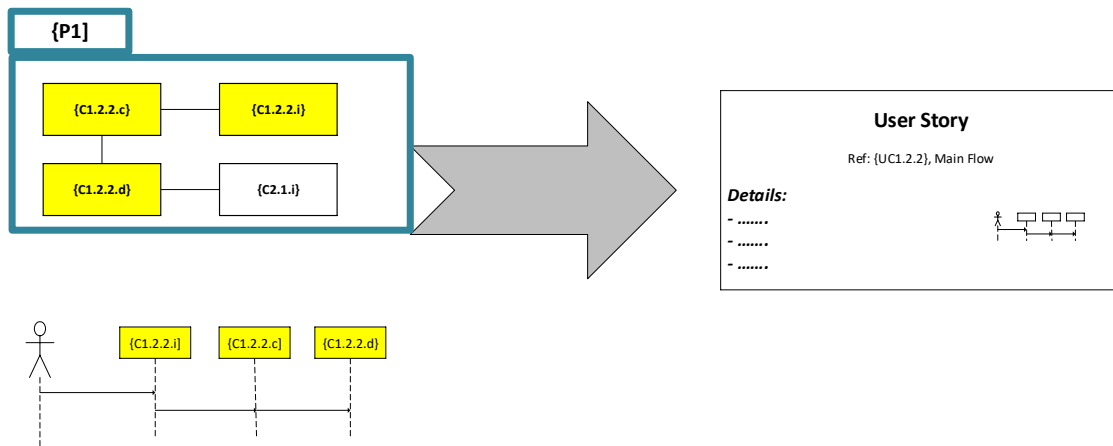 {P1]
{C1.2.2.c} {C1.2.2.i}
{C1.2.2.d} {C2.1.i}
User Story
Ref: {UC1.2.2}, Main Flow
Details:
- …….
- …….
- …….
{C1.2.2.i] {C1.2.2.c] {C1.2.2.d}